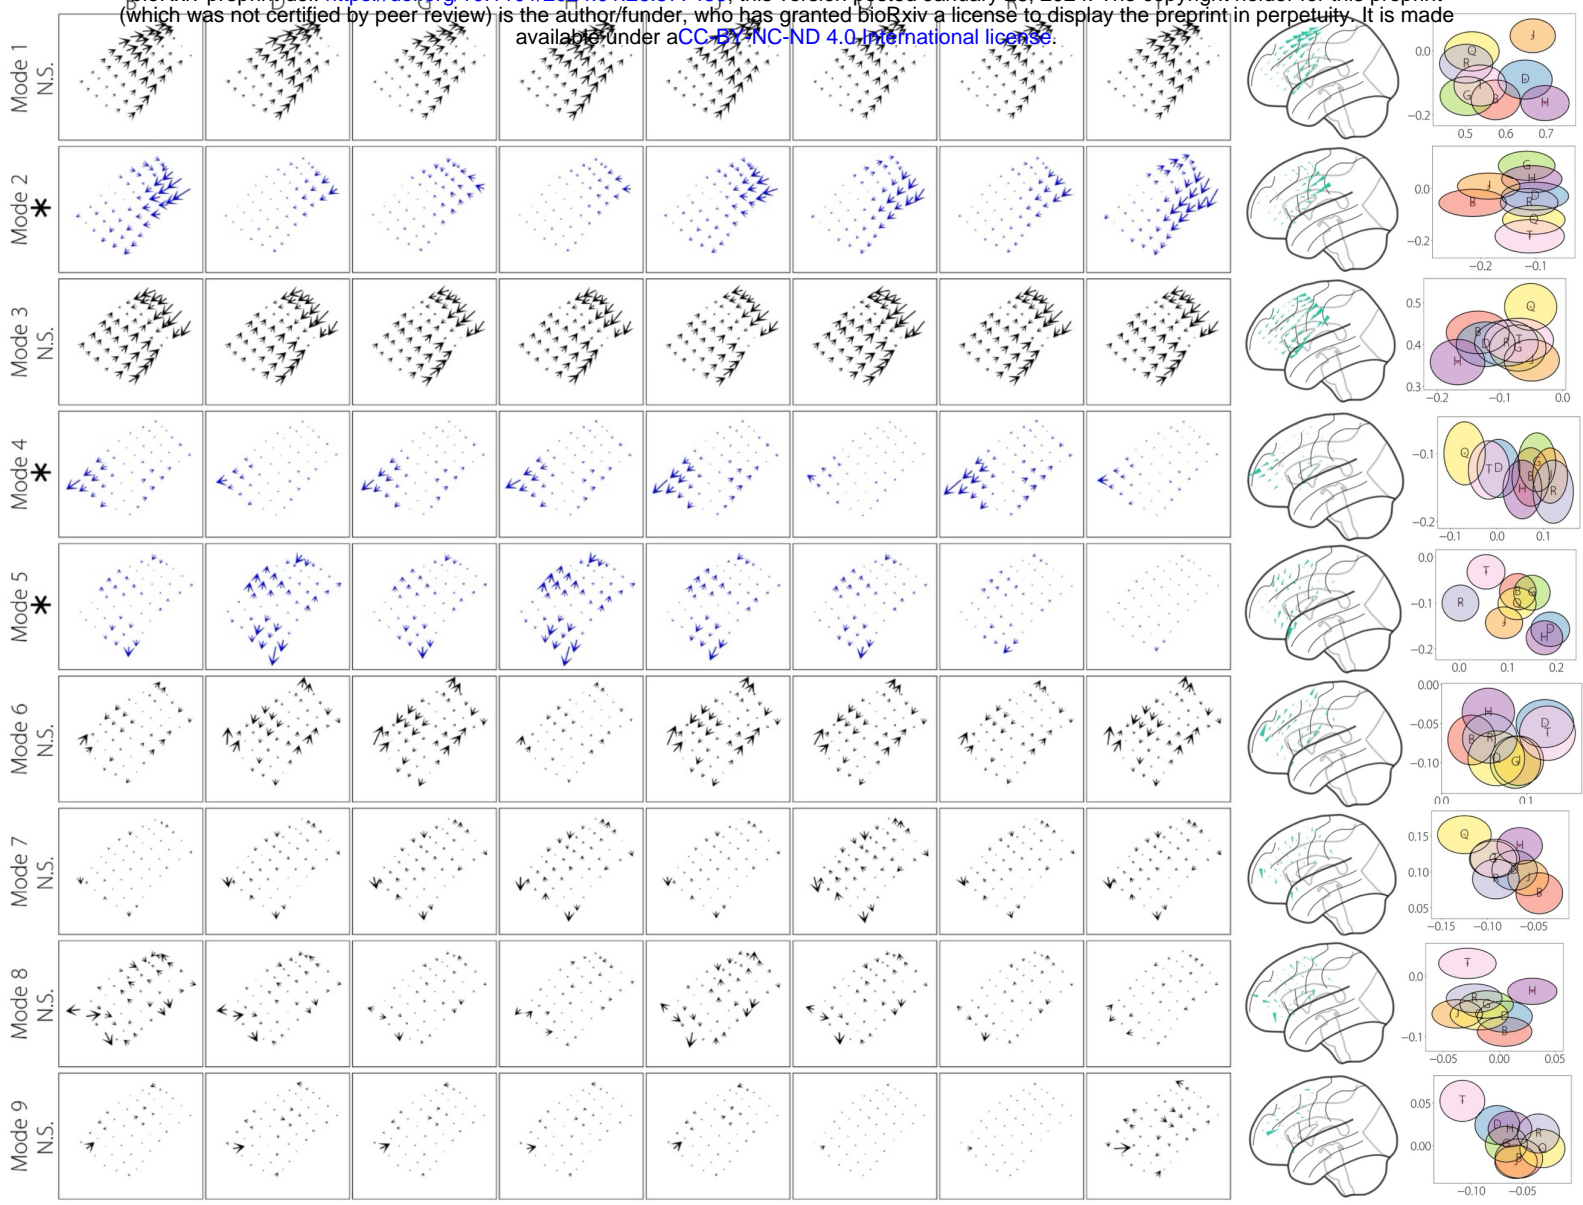 (which was not certified by peer review) is the author/funder, who has granted bioRxiv a license to display the preprint in perpetuity. It is made
available under aCC-BY-NC-ND 4.0 International license.
Mode 1
N.S.
0.0
-0.2
0.5 0.6 0.7
Q J R D T G B H
Mode 2
*
0.0
-0.2
-0.2 -0.1
G H J D B R Q T
Mode 3
N.S.
0.5
0.4
0.3
-0.2 -0.1 0.0
Q B D R T G J H
Mode 4
*
-0.1
-0.2
-0.1 0.0 0.1
Q T D G B J H R
Mode 5
*
0.0
-0.1
-0.2
0.0 0.1 0.2
T B G R Q J D H
Mode 6
N.S.
0.00
-0.05
-0.10
0.0 0.1
H D T B R Q G
Mode 7
N.S.
0.15
0.10
0.05
-0.15 -0.10 -0.05
Q H R J B
Mode 8
N.S.
0.0
-0.1
-0.05 0.00 0.05
T H R G J D B
Mode 9
N.S.
0.05
0.00
-0.10 -0.05
T D H R G Q